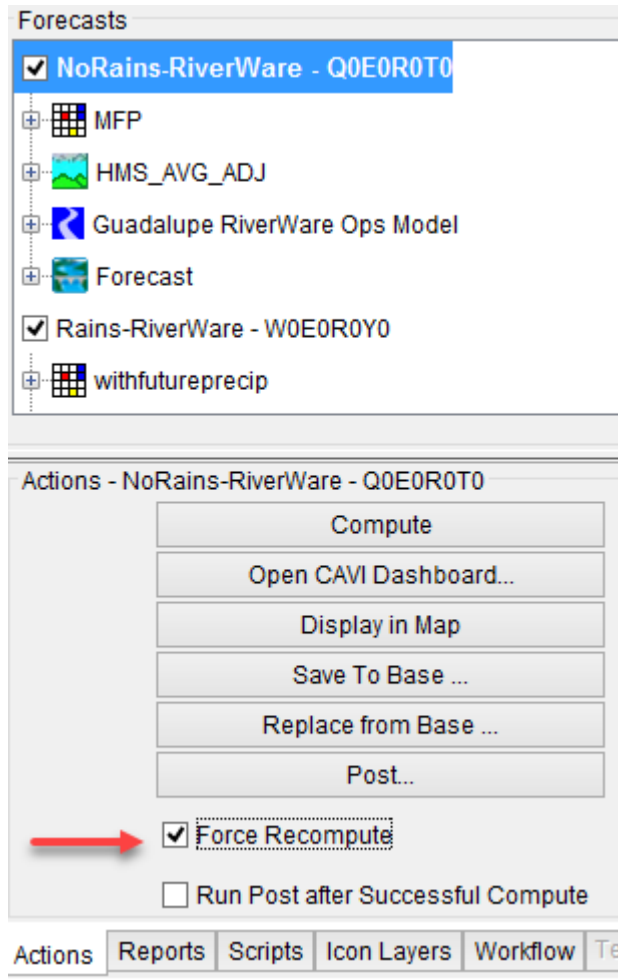 Forecasts
NoRains-RiverWare - Q0E0R0T0
MFP
HMS_AVG_ADJ
Guadalupe RiverWare Ops Model
Forecast
Rains-RiverWare - W0E0R0Y0
withfutureprecip
Actions - NoRains-RiverWare - Q0E0R0T0
Compute
Open CAVI Dashboard...
Display in Map
Save To Base ...
Replace from Base ...
Post...
Force Recompute
Run Post after Successful Compute
Actions Reports Scripts Icon Layers Workflow